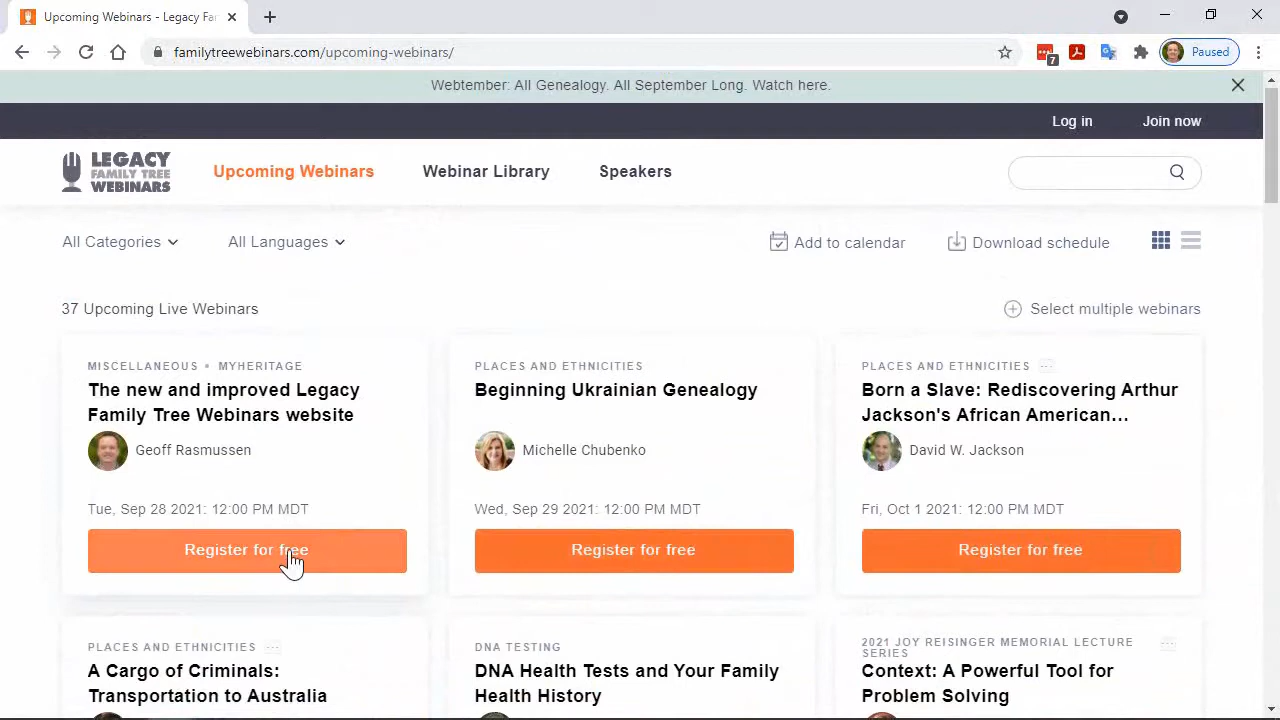 Upcoming Webinars - Legacy Fa
familytreewebinars.com/upcoming-webinars/
7
Paused
Webtember: All Genealogy. All September Long. Watch here.
Log in
Join now
LEGACY
FAMILY TREE
WEBINARS
Upcoming Webinars
Webinar Library
Speakers
All Categories
All Languages
Add to calendar
Download schedule
37 Upcoming Live Webinars
Select multiple webinars
MISCELLANEOUS • MYHERITAGE
The new and improved Legacy
Family Tree Webinars website
Geoff Rasmussen
Tue, Sep 28 2021: 12:00 PM MDT
Register for free
PLACES AND ETHNICITIES
Beginning Ukrainian Genealogy
Michelle Chubenko
Wed, Sep 29 2021: 12:00 PM MDT
Register for free
PLACES AND ETHNICITIES ...
Born a Slave: Rediscovering Arthur
Jackson's African American...
David W. Jackson
Fri, Oct 1 2021: 12:00 PM MDT
Register for free
PLACES AND ETHNICITIES ...
A Cargo of Criminals:
Transportation to Australia
DNA TESTING
DNA Health Tests and Your Family
Health History
2021 JOY REISINGER MEMORIAL LECTURE
SERIES
...
Context: A Powerful Tool for
Problem Solving